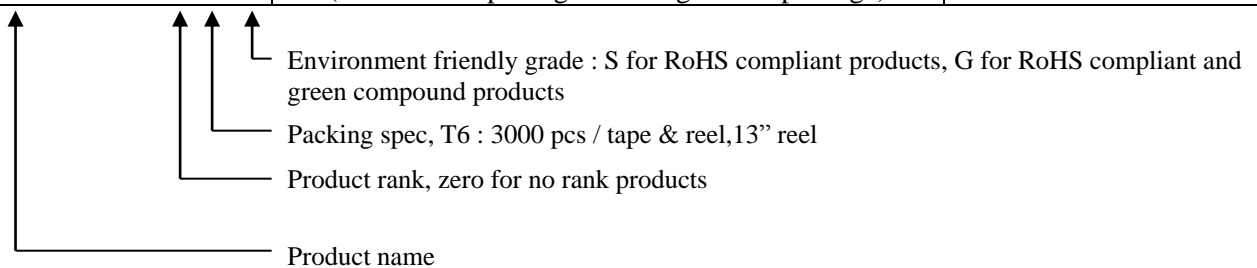 Environment friendly grade : S for RoHS compliant products, G for RoHS compliant and
green compound products
Packing spec, T6 : 3000 pcs / tape & reel,13” reel
Product rank, zero for no rank products
Product name